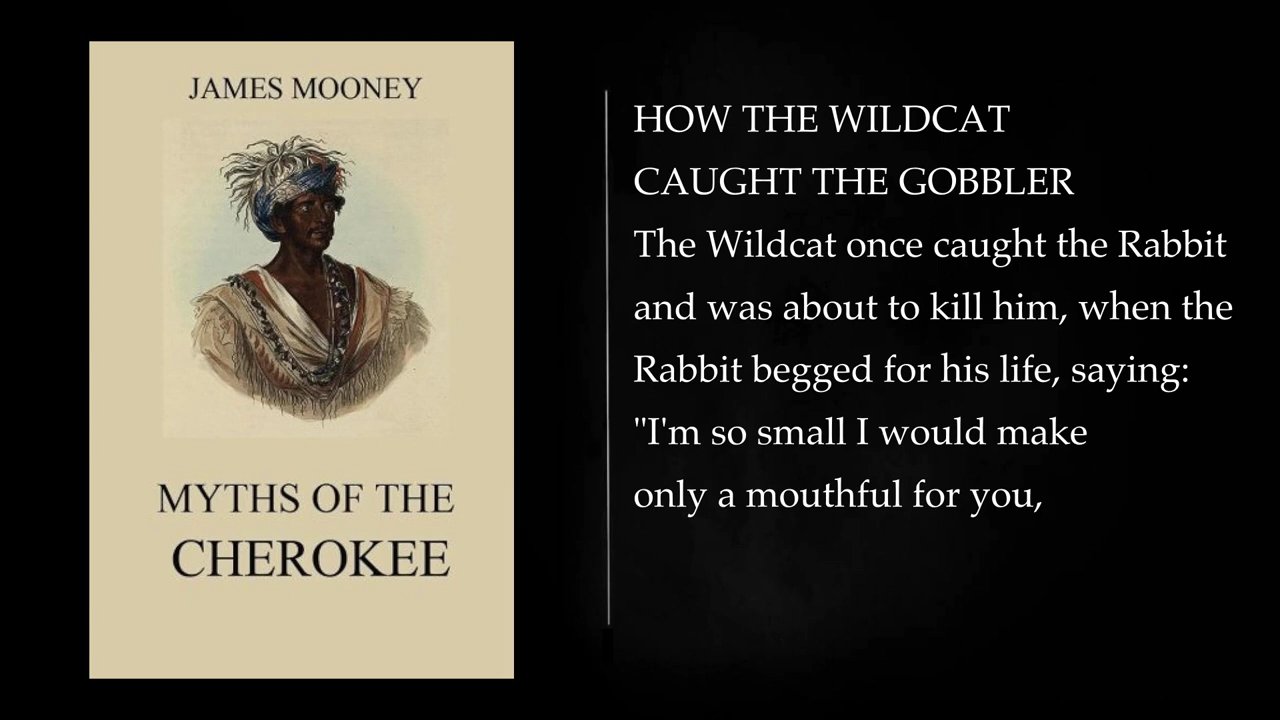 JAMES MOONEY
MYTHS OF THE
CHEROKEE
HOW THE WILDCAT
CAUGHT THE GOBBLER
The Wildcat once caught the Rabbit
and was about to kill him, when the
Rabbit begged for his life, saying:
"I'm so small I would make
only a mouthful for you,